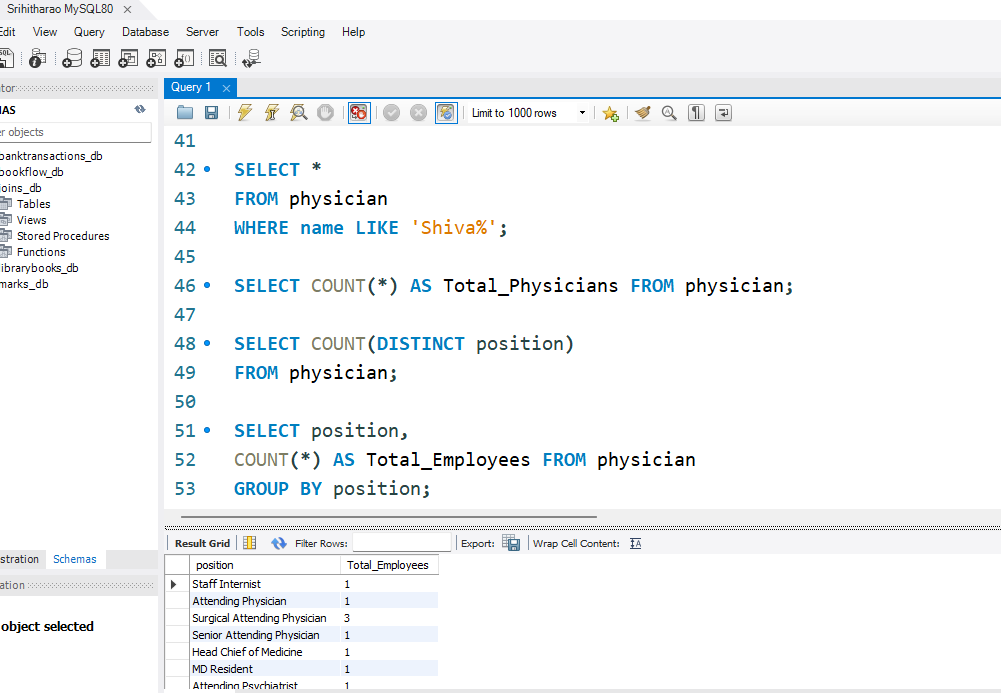 Srihitharao MySQL80
Edit View Query Database Server Tools Scripting Help
Query 1
Limit to 1000 rows
objects
banktransactions_db
bookflow_db
joins_db
Tables
Views
Stored Procedures
Functions
librarybooks_db
marks_db
Schemas
object selected
41
42 SELECT *
43 FROM physician
44 WHERE name LIKE 'Shiva%';
45
46 SELECT COUNT(*) AS Total_Physicians FROM physician;
47
48 SELECT COUNT(DISTINCT position)
49 FROM physician;
50
51 SELECT position,
52 COUNT(*) AS Total_Employees FROM physician
53 GROUP BY position;
Result Grid Filter Rows: Export: Wrap Cell Content: IA
position Total_Employees
Staff Internist 1
Attending Physician 1
Surgical Attending Physician 3
Senior Attending Physician 1
Head Chief of Medicine 1
MD Resident 1
Attending Psychiatrist 1